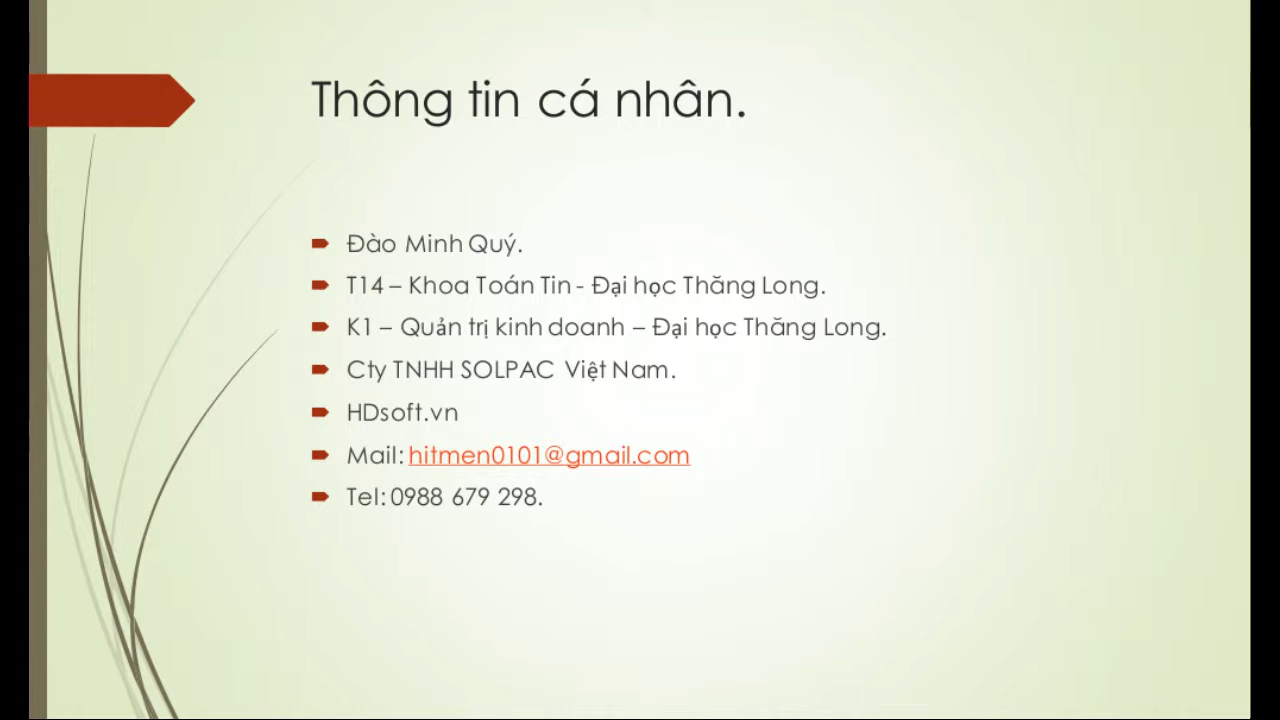 Thông tin cá nhân.
Đào Minh Quý.
T14 – Khoa Toán Tin - Đại học Thăng Long.
K1 – Quản trị kinh doanh – Đại học Thăng Long.
Cty TNHH SOLPAC Việt Nam.
HDsoft.vn
Mail: hitmen0101@gmail.com
Tel: 0988 679 298.